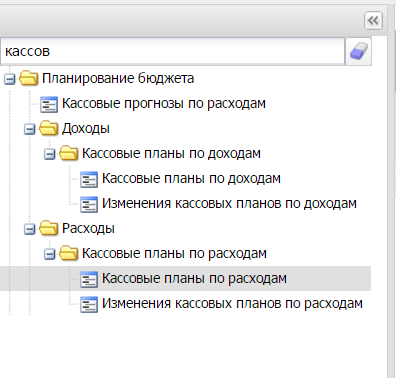 кассов
Планирование бюджета
Кассовые прогнозы по расходам
Доходы
Кассовые планы по доходам
Кассовые планы по доходам
Изменения кассовых планов по доходам
Расходы
Кассовые планы по расходам
Кассовые планы по расходам
Изменения кассовых планов по расходам